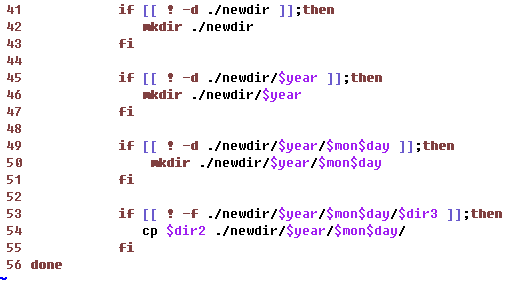 41            if [[ ! -d ./newdir ]];then
42               mkdir ./newdir
43            fi
44
45            if [[ ! -d ./newdir/$year ]];then
46               mkdir ./newdir/$year
47            fi
48
49            if [[ ! -d ./newdir/$year/$mon$day ]];then
50                mkdir ./newdir/$year/$mon$day
51            fi
52
53            if [[ ! -f ./newdir/$year/$mon$day/$dir3 ]];then
54               cp $dir2 ./newdir/$year/$mon$day/
55            fi
56 done
~